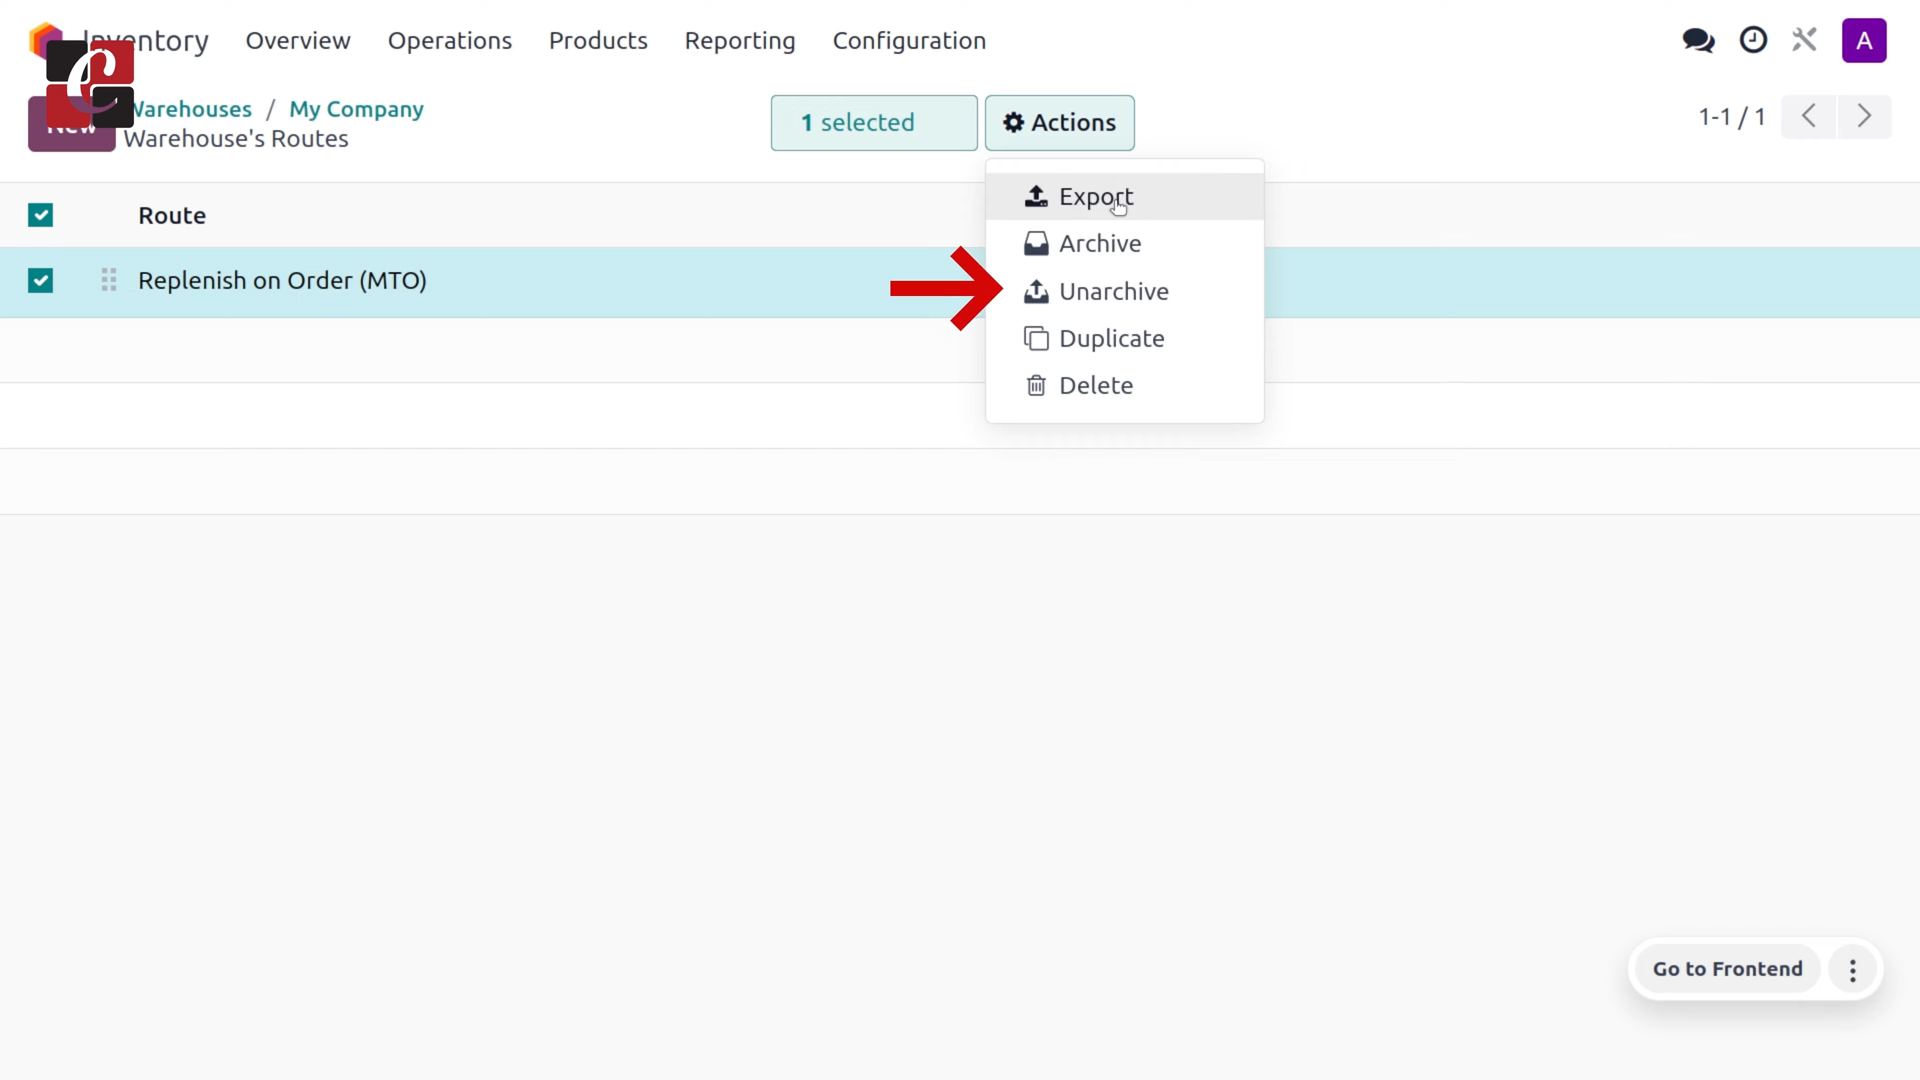 Inventory Overview Operations Products Reporting Configuration A
New Warehouses / My Company
Warehouse's Routes
1 selected Actions
1-1 / 1
Export
Archive
Unarchive
Duplicate
Delete
Route
Replenish on Order (MTO)
Go to Frontend